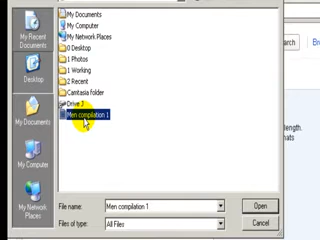 My Documents
My Computer
My Network Places
0 Desktop
1 Photos
1 Working
2 Recent
Camtasia folder
Drive
Men compilation 1
My Recent
Documents
Desktop
My Documents
My Computer
My Network
Places
File name:
Men compilation 1
Open
Files of type:
All Files
Cancel
arch
Br
length.
nats